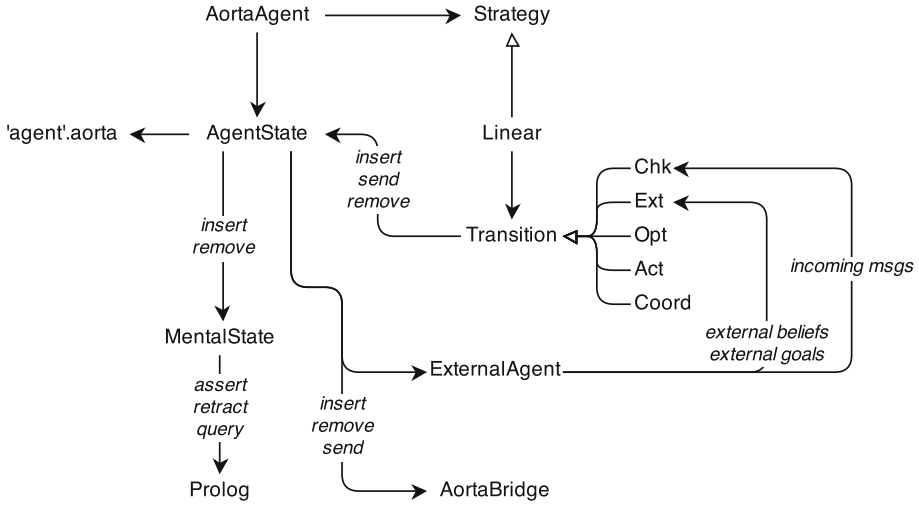 AortaAgent
Strategy
'agent'.aorta
AgentState
Linear
insert
send
remove
Chk
Ext
Opt
Act
Coord
Transition
insert
remove
incoming msgs
MentalState
external beliefs
external goals
ExternalAgent
assert
retract
query
insert
remove
send
Prolog
AortaBridge